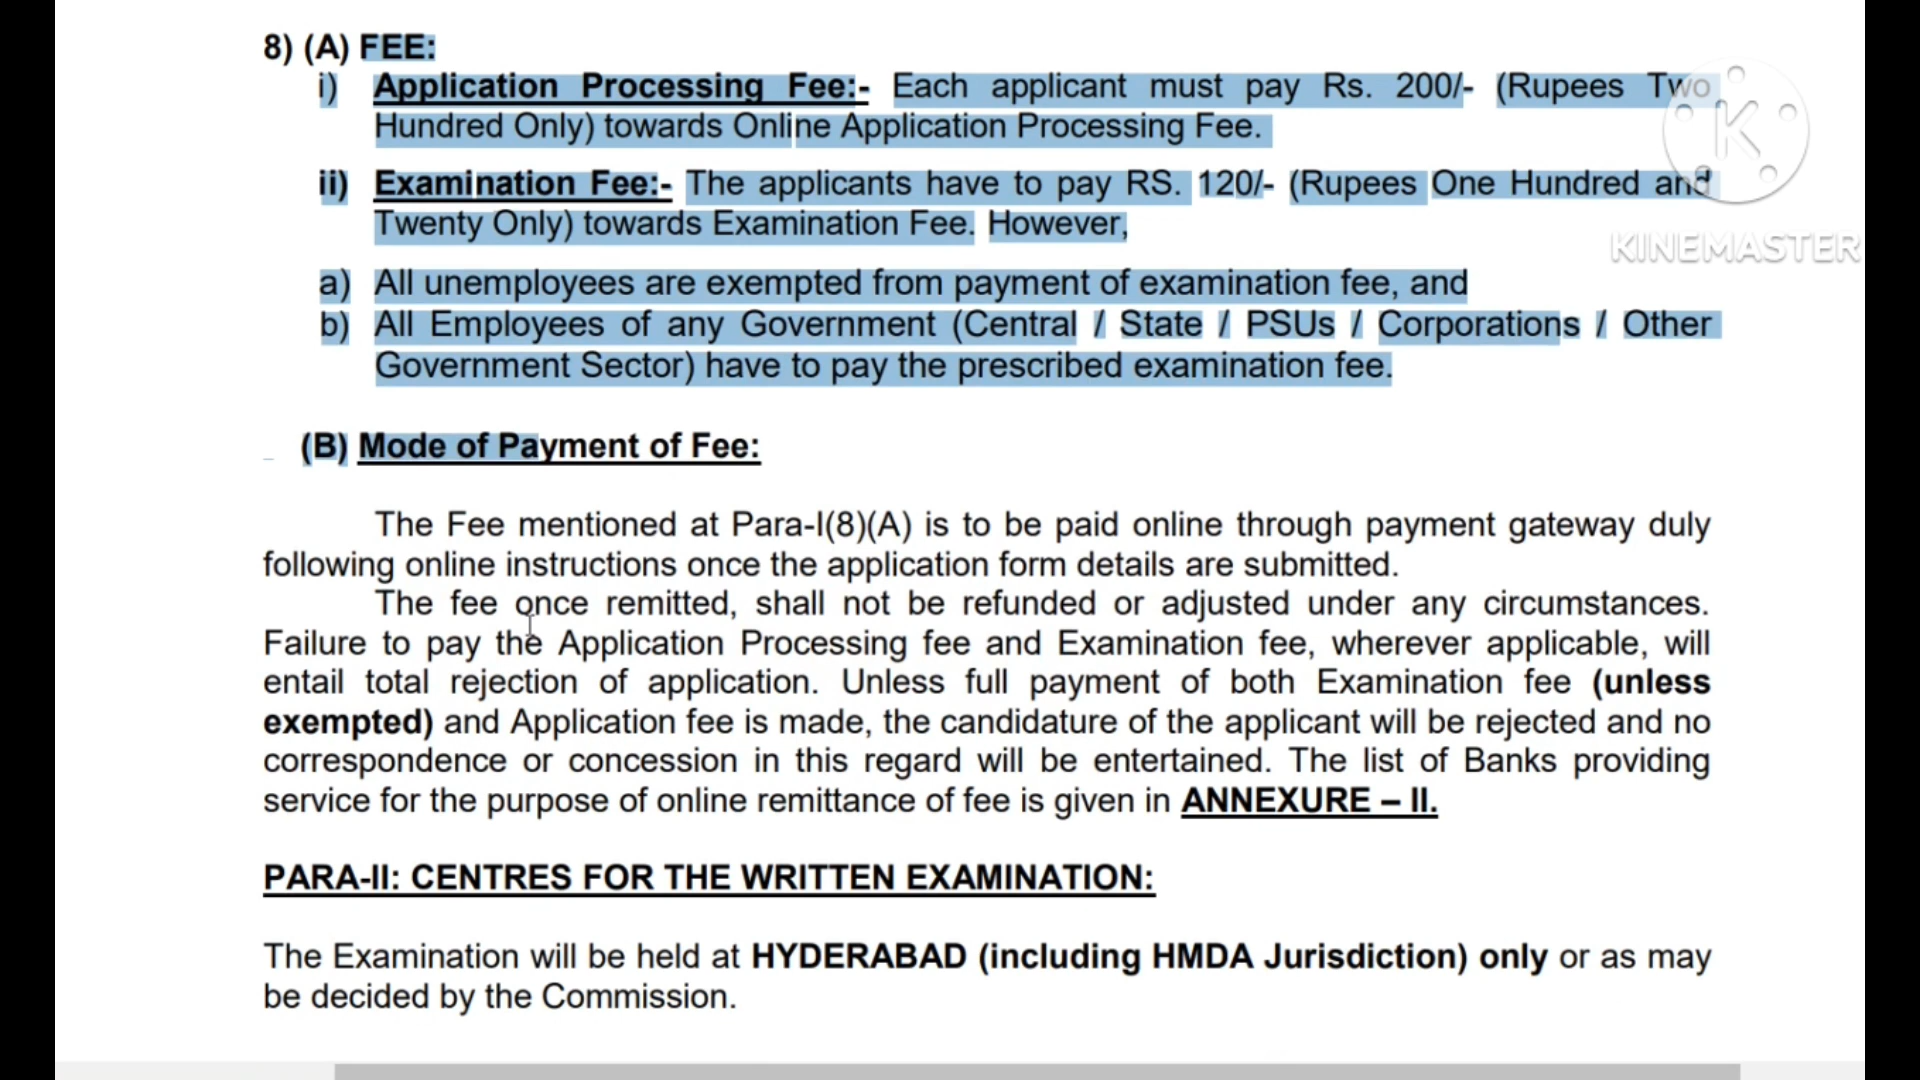 8) (A) FEE:
i) Application Processing Fee:- Each applicant must pay Rs. 200/- (Rupees Two
Hundred Only) towards Online Application Processing Fee.
ii) Examination Fee:- The applicants have to pay RS. 120/- (Rupees One Hundred and
Twenty Only) towards Examination Fee. However,
a) All unemployees are exempted from payment of examination fee, and
b) All Employees of any Government (Central / State / PSUs / Corporations / Other
Government Sector) have to pay the prescribed examination fee.
(B) Mode of Payment of Fee:
The Fee mentioned at Para-I(8)(A) is to be paid online through payment gateway duly
following online instructions once the application form details are submitted.
The fee once remitted, shall not be refunded or adjusted under any circumstances.
Failure to pay the Application Processing fee and Examination fee, wherever applicable, will
entail total rejection of application. Unless full payment of both Examination fee (unless
exempted) and Application fee is made, the candidature of the applicant will be rejected and no
correspondence or concession in this regard will be entertained. The list of Banks providing
service for the purpose of online remittance of fee is given in ANNEXURE – II.
PARA-II: CENTRES FOR THE WRITTEN EXAMINATION:
The Examination will be held at HYDERABAD (including HMDA Jurisdiction) only or as may
be decided by the Commission.
K
KINEMASTER